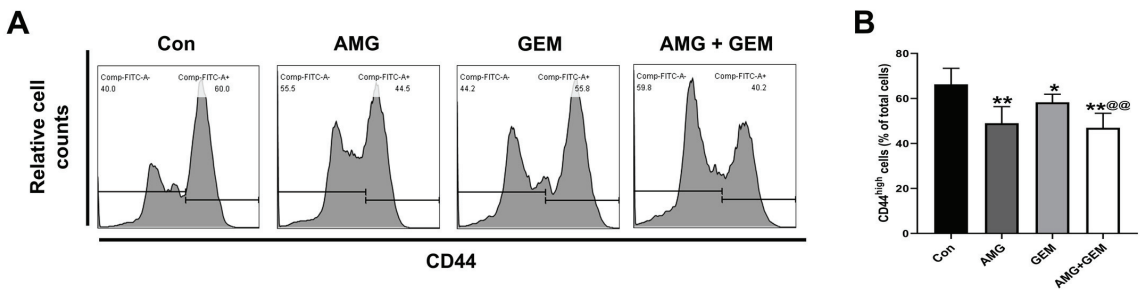 A
Con
AMG
GEM
AMG + GEM
Relative cell
counts
Comp-FITC-A-
40.0
Comp-FITC-A+
60.0
Comp-FITC-A-
55.5
Comp-FITC-A+
44.5
Comp-FITC-A-
44.2
Comp-FITC-A+
55.8
Comp-FITC-A-
59.8
Comp-FITC-A+
40.2
CD44
B
CD44high cells (% of total cells)
80
60
40
20
0
**
*
**@@
Con
AMG
GEM
AMG+GEM